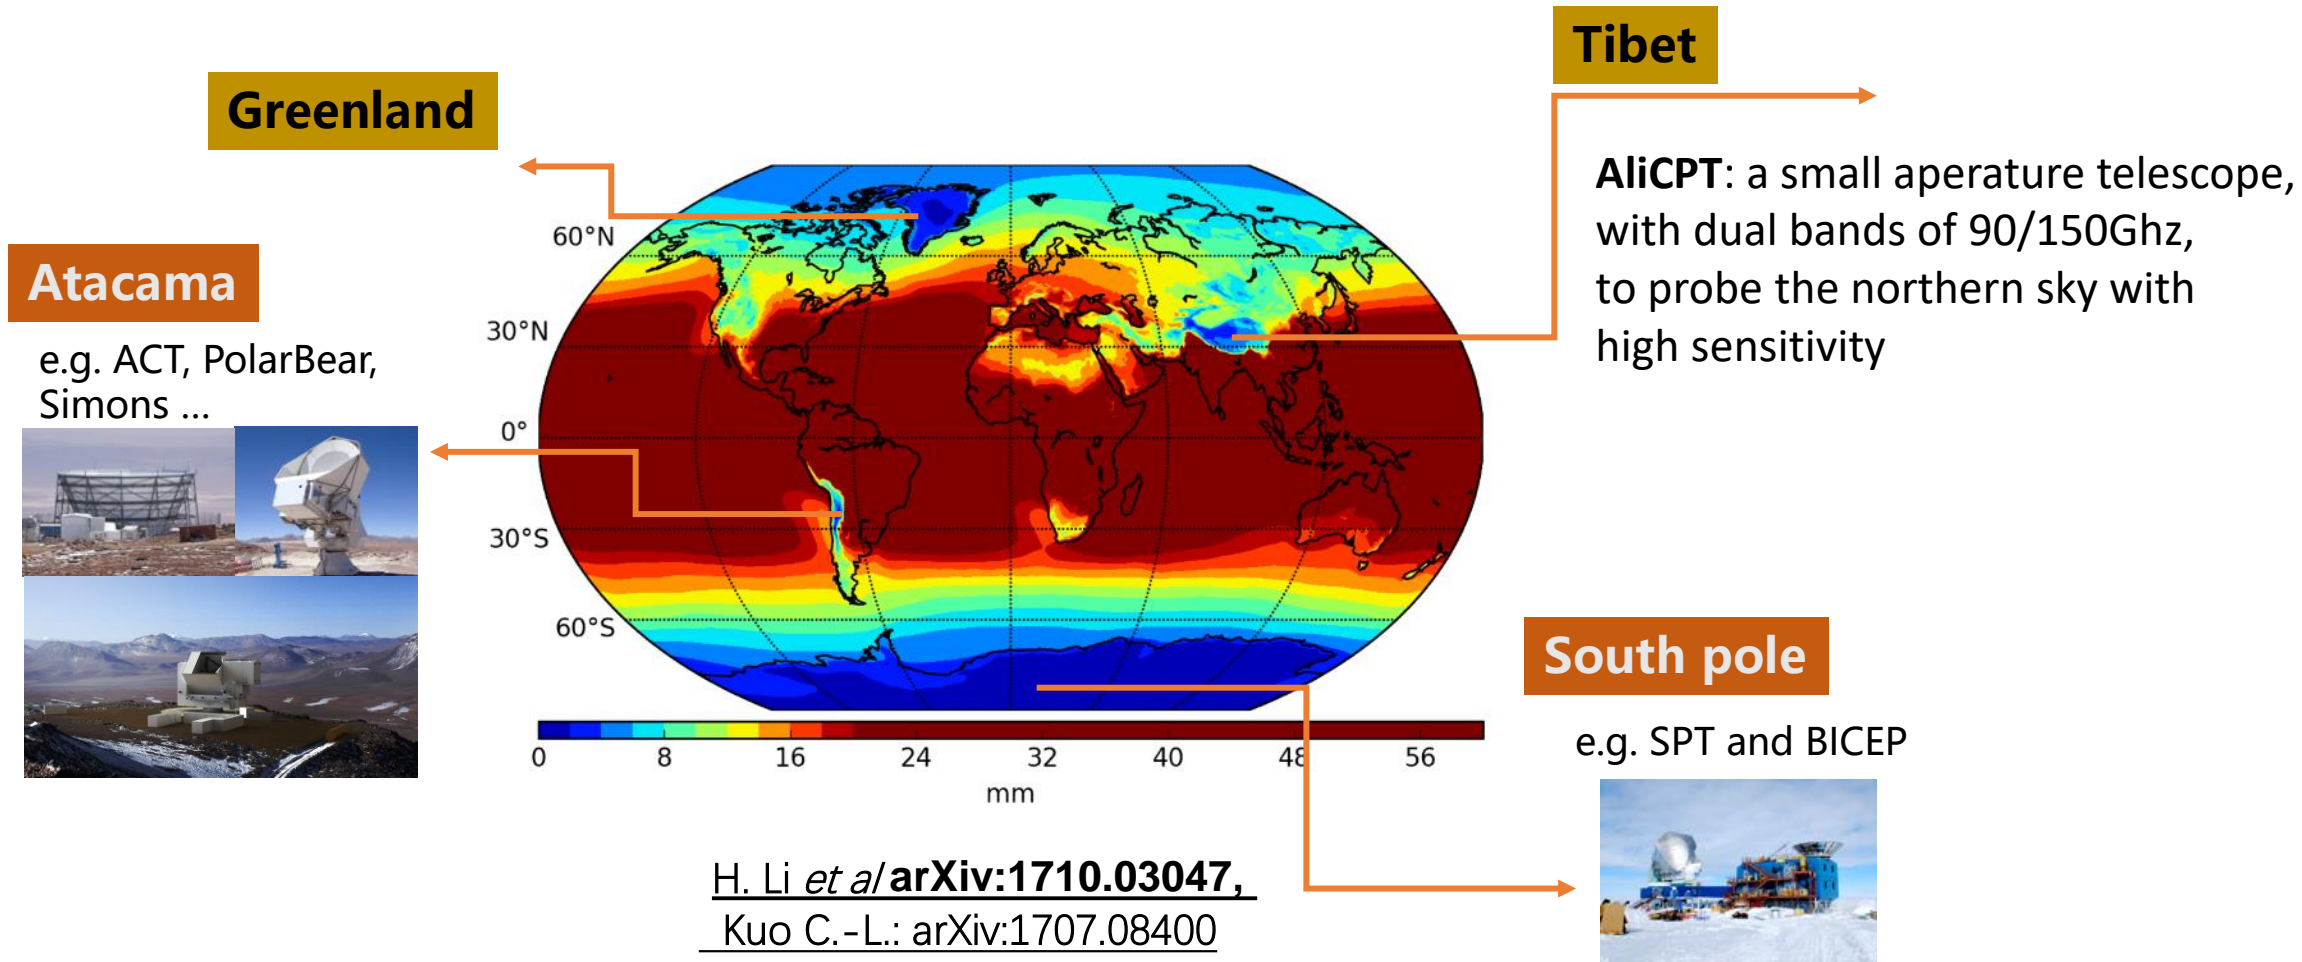 Tibet
Greenland
AliCPT: a small aperature telescope,
with dual bands of 90/150Ghz,
to probe the northern sky with
high sensitivity
Atacama
e.g. ACT, PolarBear,
Simons ...
60°N
30°N
0°
30°S
60°S
0 8 16 24 32 40 48 56
mm
South pole
e.g. SPT and BICEP
H. Li et al arXiv:1710.03047,
Kuo C.-L.: arXiv:1707.08400